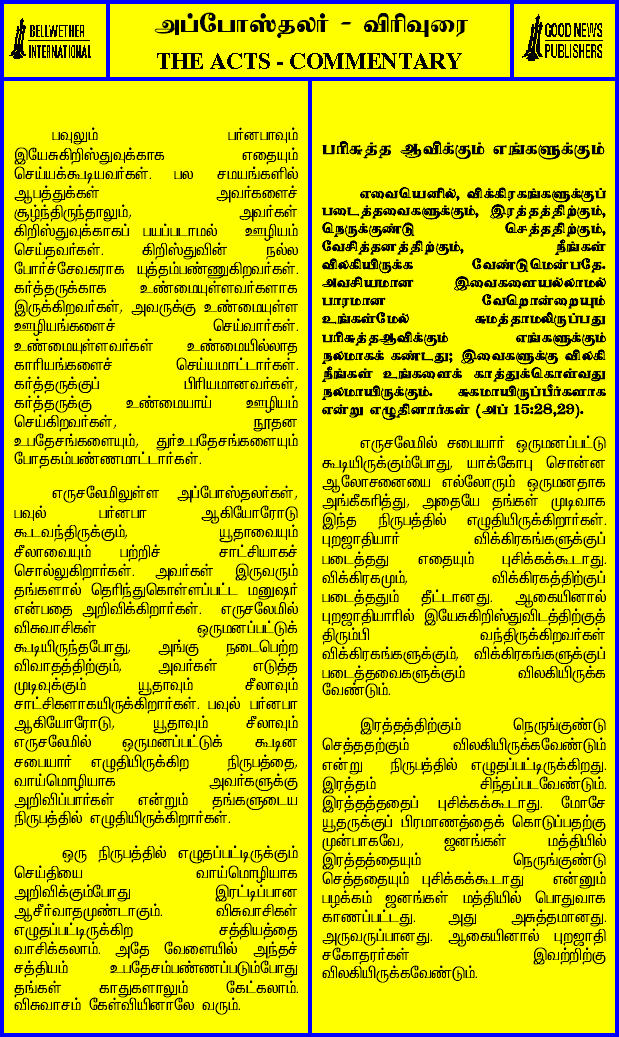 BELLWETHER
INTERNATIONAL
அப்போஸ்தலர் - விரிவுரை
THE ACTS - COMMENTARY
GOOD NEWS
PUBLISHERS
பவுலும் பர்னபாவும்
இயேசுகிறிஸ்துவுக்காக எதையும்
செய்யக்கூடியவர்கள். பல சமயங்களில்
ஆபத்துக்கள் அவர்களைச்
சூழ்ந்திருந்தாலும், அவர்கள்
கிறிஸ்துவுக்காகப் பயப்படாமல் ஊழியம்
செய்தவர்கள். கிறிஸ்துவின் நல்ல
போர்ச்சேவகராக யுத்தம்பண்ணுகிறவர்கள்.
கர்த்தருக்காக உண்மையுள்ளவர்களாக
இருக்கிறவர்கள், அவருக்கு உண்மையுள்ள
ஊழியங்களைச் செய்வார்கள்.
உண்மையுள்ளவர்கள் உண்மையில்லாத
காரியங்களைச் செய்யமாட்டார்கள்.
கர்த்தருக்குப் பிரியமானவர்கள்,
கர்த்தருக்கு உண்மையாய் ஊழியம்
செய்கிறவர்கள், நூதன
உபதேசங்களையும், துர்உபதேசங்களையும்
போதகம்பண்ணமாட்டார்கள்.
எருசலேமிலுள்ள அப்போஸ்தலர்கள்,
பவுல் பர்னபா ஆகியோரோடு
கூடவந்திருக்கும், யூதாவையும்
சீலாவையும் பற்றிச் சாட்சியாகச்
சொல்லுகிறார்கள். அவர்கள் இருவரும்
தங்களால் தெரிந்துகொள்ளப்பட்ட மனுஷர்
என்பதை அறிவிக்கிறார்கள். எருசலேமில்
விசுவாசிகள் ஒருமனப்பட்டுக்
கூடியிருந்தபோது, அங்கு நடைபெற்ற
விவாதத்திற்கும், அவர்கள் எடுத்த
முடிவுக்கும் யூதாவும் சீலாவும்
சாட்சிகளாகயிருக்கிறார்கள். பவுல் பர்னபா
ஆகியோரோடு, யூதாவும் சீலாவும்
எருசலேமில் ஒருமனப்பட்டுக் கூடின
சபையார் எழுதியிருக்கிற நிருபத்தை,
வாய்மொழியாக அவர்களுக்கு
அறிவிப்பார்கள் என்றும் தங்களுடைய
நிருபத்தில் எழுதியிருக்கிறார்கள்.
ஒரு நிருபத்தில் எழுதப்பட்டிருக்கும்
செய்தியை வாய்மொழியாக
அறிவிக்கும்போது இரட்டிப்பான
ஆசீர்வாதமுண்டாகும். விசுவாசிகள்
எழுதப்பட்டிருக்கிற சத்தியத்தை
வாசிக்கலாம். அதே வேளையில் அந்தச்
சத்தியம் உபதேசம்பண்ணப்படும்போது
தங்கள் காதுகளாலும் கேட்கலாம்.
விசுவாசம் கேள்வியினாலே வரும்.
பரிசுத்த ஆவிக்கும் எங்களுக்கும்
எவையெனில், விக்கிரகங்களுக்குப்
படைத்தவைகளுக்கும், இரத்தத்திற்கும்,
நெருக்குண்டு செத்ததிற்கும்,
வேசித்தனத்திற்கும், நீங்கள்
விலகியிருக்க வேண்டுமென்பதே.
அவசியமான இவைகளையல்லாமல்
பாரமான வேறொன்றையும்
உங்கள்மேல் சுமத்தாமலிருப்பது
பரிசுத்தஆவிக்கும் எங்களுக்கும்
நலமாகக் கண்டது; இவைகளுக்கு விலகி
நீங்கள் உங்களைக் காத்துக்கொள்வது
நலமாயிருக்கும். சுகமாயிருப்பீர்களாக
என்று எழுதினார்கள் (அப் 15:28,29).
எருசலேமில் சபையார் ஒருமனப்பட்டு
கூடியிருக்கும்போது, யாக்கோபு சொன்ன
ஆலோசனையை எல்லோரும் ஒருமனதாக
அங்கீகரித்து, அதையே தங்கள் முடிவாக
இந்த நிருபத்தில் எழுதியிருக்கிறார்கள்.
புறஜாதியார் விக்கிரகங்களுக்குப்
படைத்தது எதையும் புசிக்கக்கூடாது.
விக்கிரகமும், விக்கிரகத்திற்குப்
படைத்ததும் தீட்டானது. ஆகையினால்
புறஜாதியாரில் இயேசுகிறிஸ்துவிடத்திற்குத்
திரும்பி வந்திருக்கிறவர்கள்
விக்கிரகங்களுக்கும், விக்கிரகங்களுக்குப்
படைத்தவைகளுக்கும் விலகியிருக்க
வேண்டும்.
இரத்தத்திற்கும் நெருங்குண்டு
செத்ததற்கும் விலகியிருக்கவேண்டும்
என்று நிருபத்தில் எழுதப்பட்டிருக்கிறது.
இரத்தம் சிந்தப்படவேண்டும்.
இரத்தத்ததைப் புசிக்கக்கூடாது. மோசே
யூதருக்குப் பிரமாணத்தைக் கொடுப்பதற்கு
முன்பாகவே, ஜனங்கள் மத்தியில்
இரத்தத்தையும் நெருங்குண்டு
செத்ததையும் புசிக்கக்கூடாது என்னும்
பழக்கம் ஜனங்கள் மத்தியில் பொதுவாக
காணப்பட்டது. அது அசுத்தமானது.
அருவருப்பானது. ஆகையினால் புறஜாதி
சகோதரர்கள் இவற்றிற்கு
விலகியிருக்கவேண்டும்.